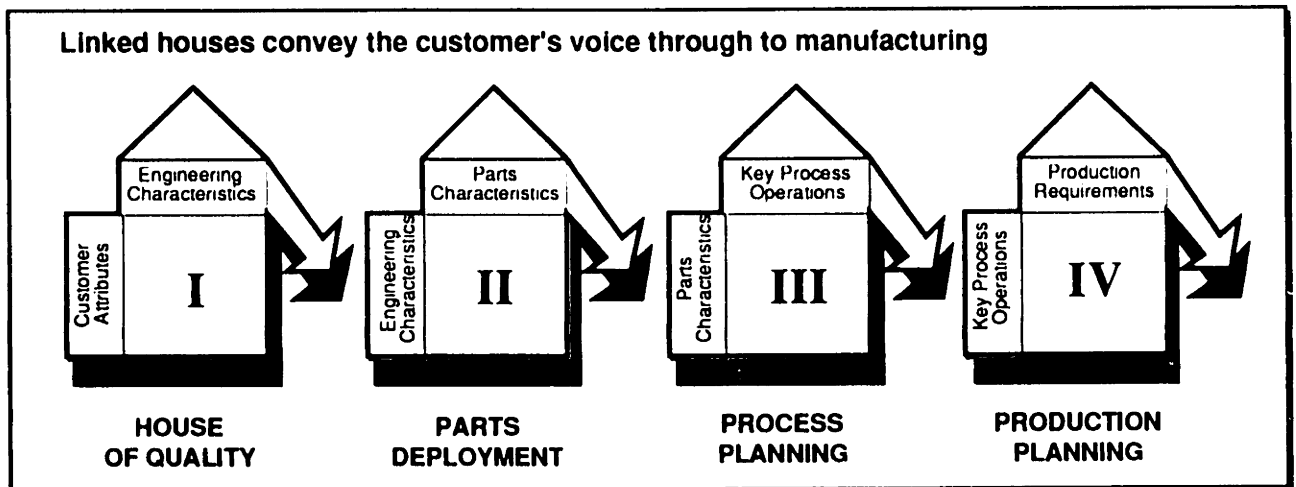 Linked houses convey the customer's voice through to manufacturing
Engineering
Characteristics
Customer
Attributes
I
HOUSE
OF QUALITY
Parts
Characteristics
Engineering
Characteristics
II
PARTS
DEPLOYMENT
Key Process
Operations
Parts
Characteristics
III
PROCESS
PLANNING
Production
Requirements
Key Process
Operations
IV
PRODUCTION
PLANNING